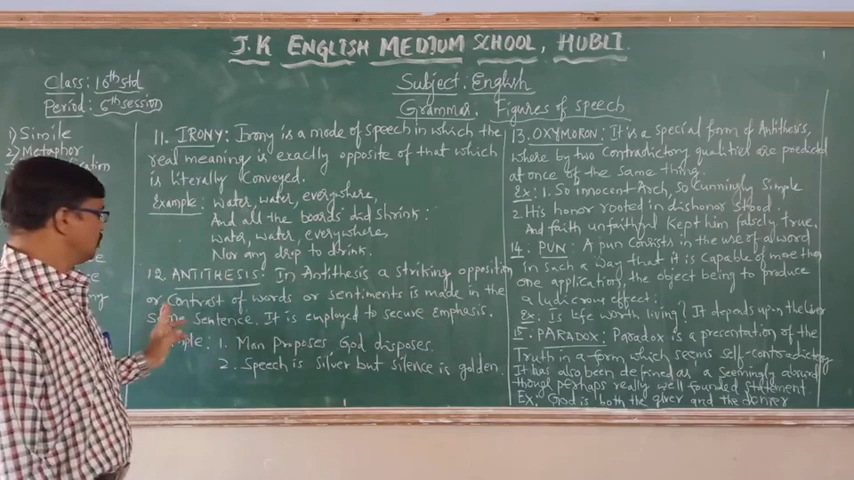 J.K ENGLISH MEDIUM SCHOOL, HUBLI.
Class: 10th std
Subject: English
Period: 6th session
Grammar. Figures of speech
1) Simile
2) Metaphor
11. IRONY: Irony is a mode of speech in which the
real meaning is exactly opposite of that which
is literally Conveyed.
Example: water, water, everywhere,
And all the boards did shrink:
water, water, everywhere,
Nor any drop to drink.
12. ANTITHESIS: In Antithesis a striking opposition
or Contrast of words or sentiments is made in the
same sentence. It is employed to secure emphasis.
1. Man Proposes God disposes.
2. Speech is silver but silence is golden.
13. OXYMORON: It is a special form of Antithesis,
where by two Contradictory qualities are predicted
at once of the same thing.
Ex: 1. So innocent Arch, so Cunningly Simple
2 His honor rooted in dishonor stood
And faith unfaithful Kept him falsely true.
14. PUN: A pun Consists in the use of a word
in such a way that it is capable of more than
one application, the object being to produce
a ludicrous effect:
Ex: Is life worth living? It depends upon the liver
15. PARADOX: Paradox is a presentation of the
Truth in a form which seems self-contradictory
It has also been defined as a seemingly absurd
though perhaps really well founded statement
Ex, God is both the giver and the